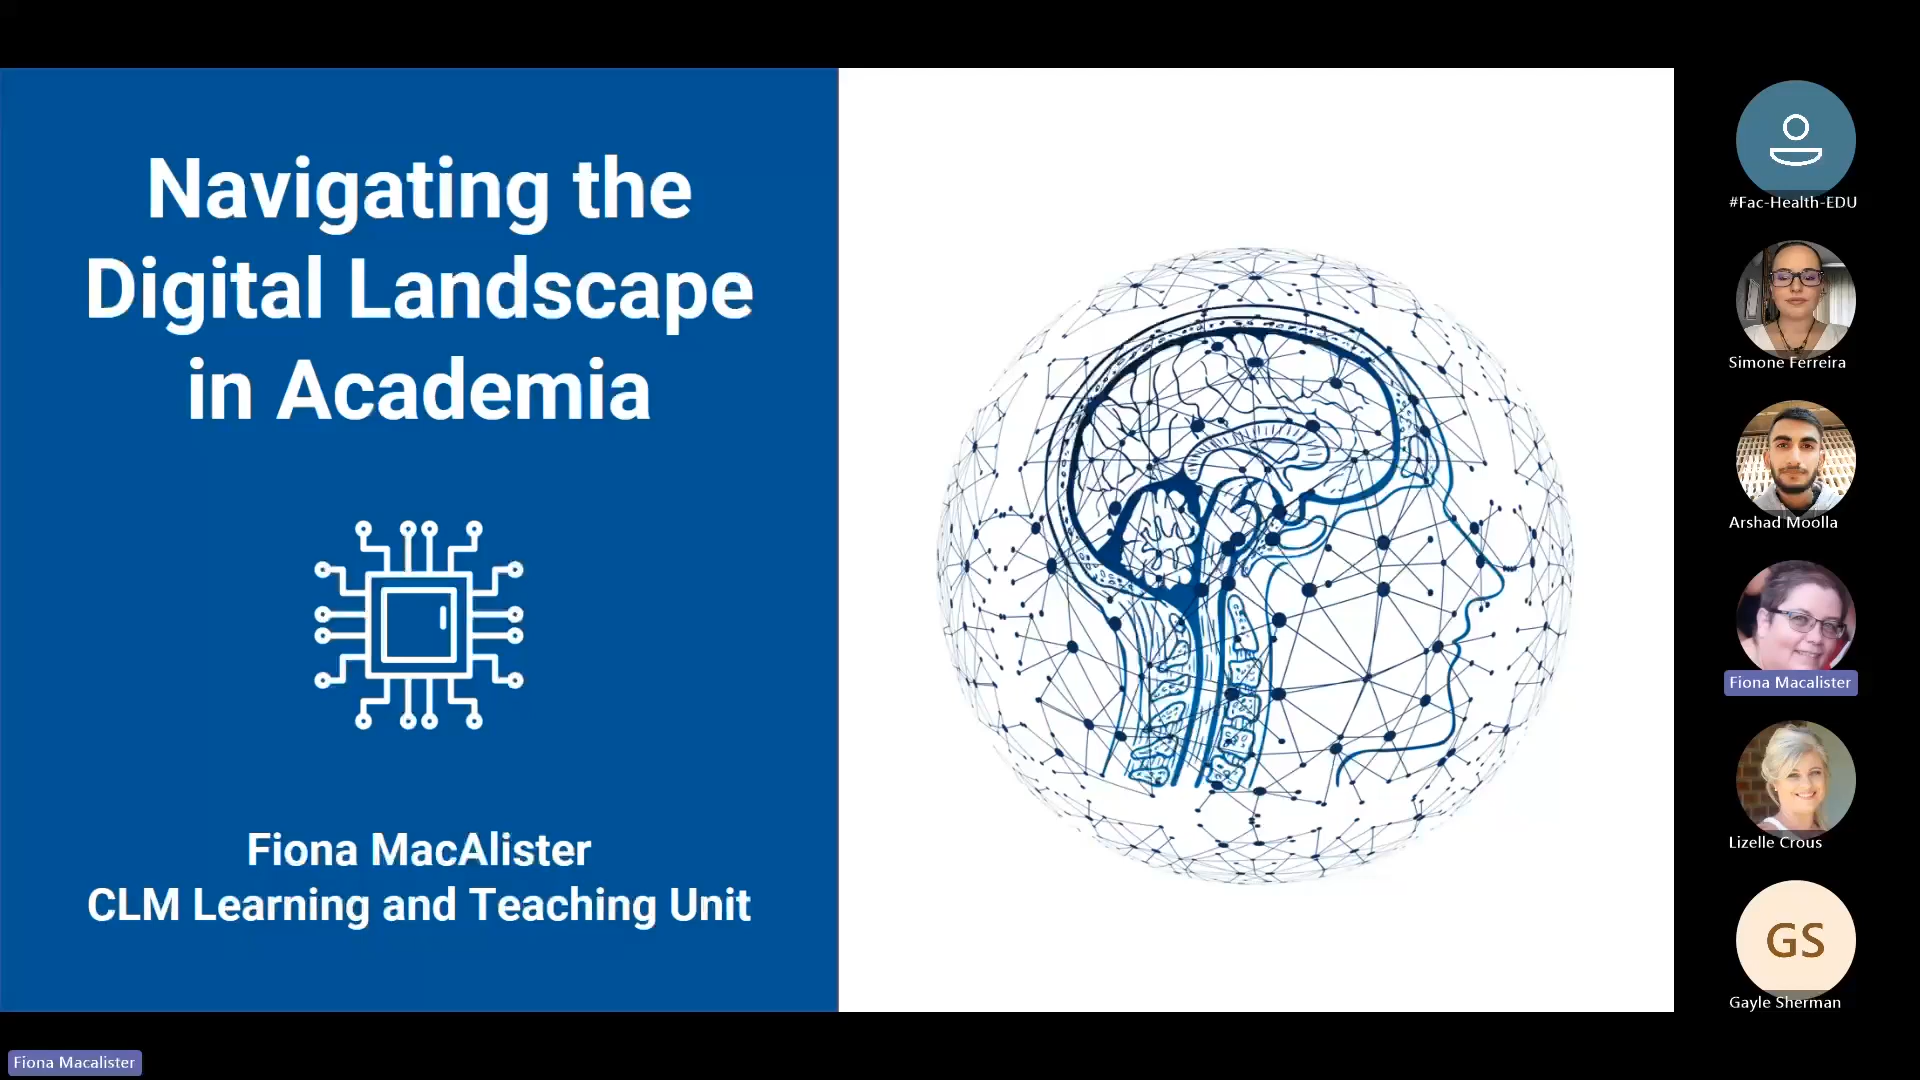 Navigating the
Digital Landscape
in Academia
Fiona MacAlister
CLM Learning and Teaching Unit
#Fac-Health-EDU
Simone Ferreira
Arshad Moolla
Fiona Macalister
Lizelle Crous
GS
Gayle Sherman
Fiona Macalister